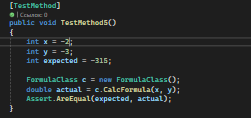 [TestMethod]
Ссылок: 0
public void TestMethod5()
{
int x = -2;
int y = -3;
int expected = -315;
FormulaClass c = new FormulaClass();
double actual = c.CalcFormula(x, y);
Assert.AreEqual(expected, actual);
}